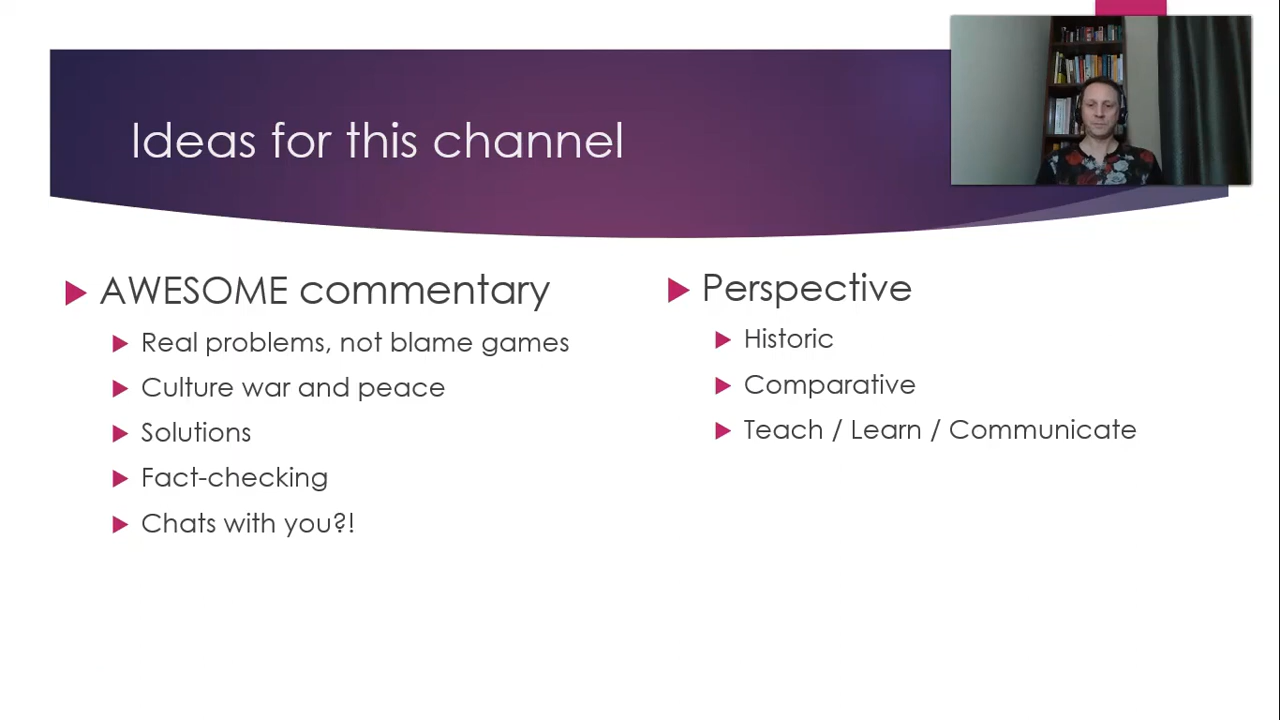 Ideas for this channel
AWESOME commentary
Real problems, not blame games
Culture war and peace
Solutions
Fact-checking
Chats with you?!
Perspective
Historic
Comparative
Teach / Learn / Communicate